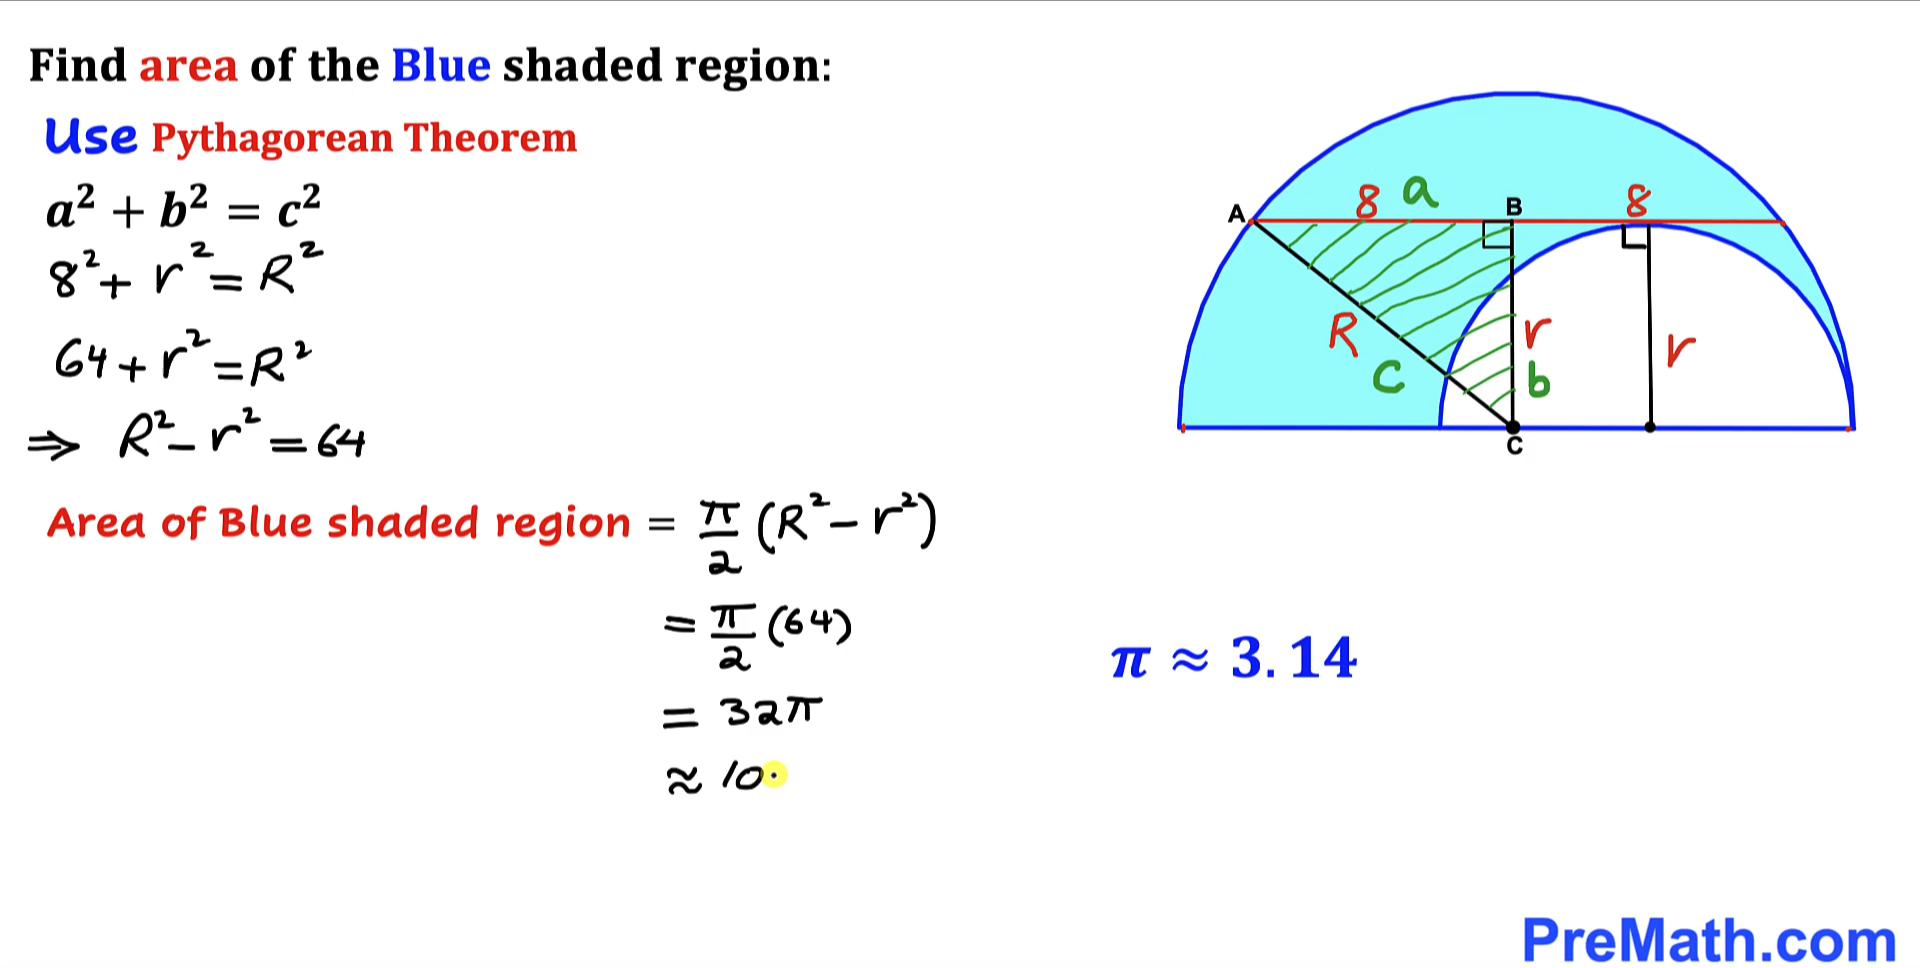 Find area of the Blue shaded region:
Use Pythagorean Theorem
a² + b² = c²
8² + r² = R²
64 + r² = R²
⇒ R² – r² = 64
Area of Blue shaded region = π/2 (R² – r²)
= π/2 (64)
= 32π
≈ 10
A
8 a
B
8
R
C
r
b
r
C
π ≈ 3.14
PreMath.com